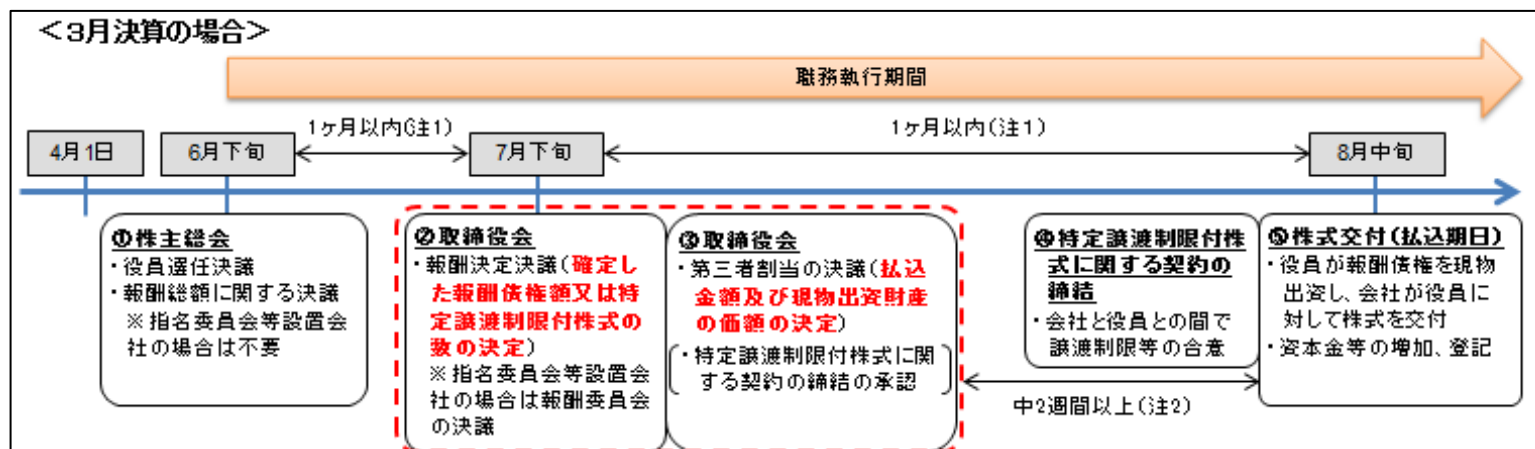 ＜3月決算の場合＞
職務執行期間
1ヶ月以内(注1)
1ヶ月以内(注1)
4月1日
6月下旬
7月下旬
8月中旬
①株主総会
・役員選任決議
・報酬総額に関する決議
※指名委員会等設置会
社の場合は不要
②取締役会
・報酬決定決議(確定し
た報酬債権額又は特
定譲渡制限付株式の
数の決定)
※指名委員会等設置会
社の場合は報酬委員会
の決議
③取締役会
・第三者割当の決議(払込
金額及び現物出資財産
の価額の決定)
・特定譲渡制限付株式に関
する契約の締結の承認
④特定譲渡制限付株
式に関する契約の
締結
・会社と役員との間で
譲渡制限等の合意
⑤株式交付(払込期日)
・役員が報酬債権を現物
出資し、会社が役員に
対して株式を交付
・資本金等の増加、登記
中2週間以上(注2)